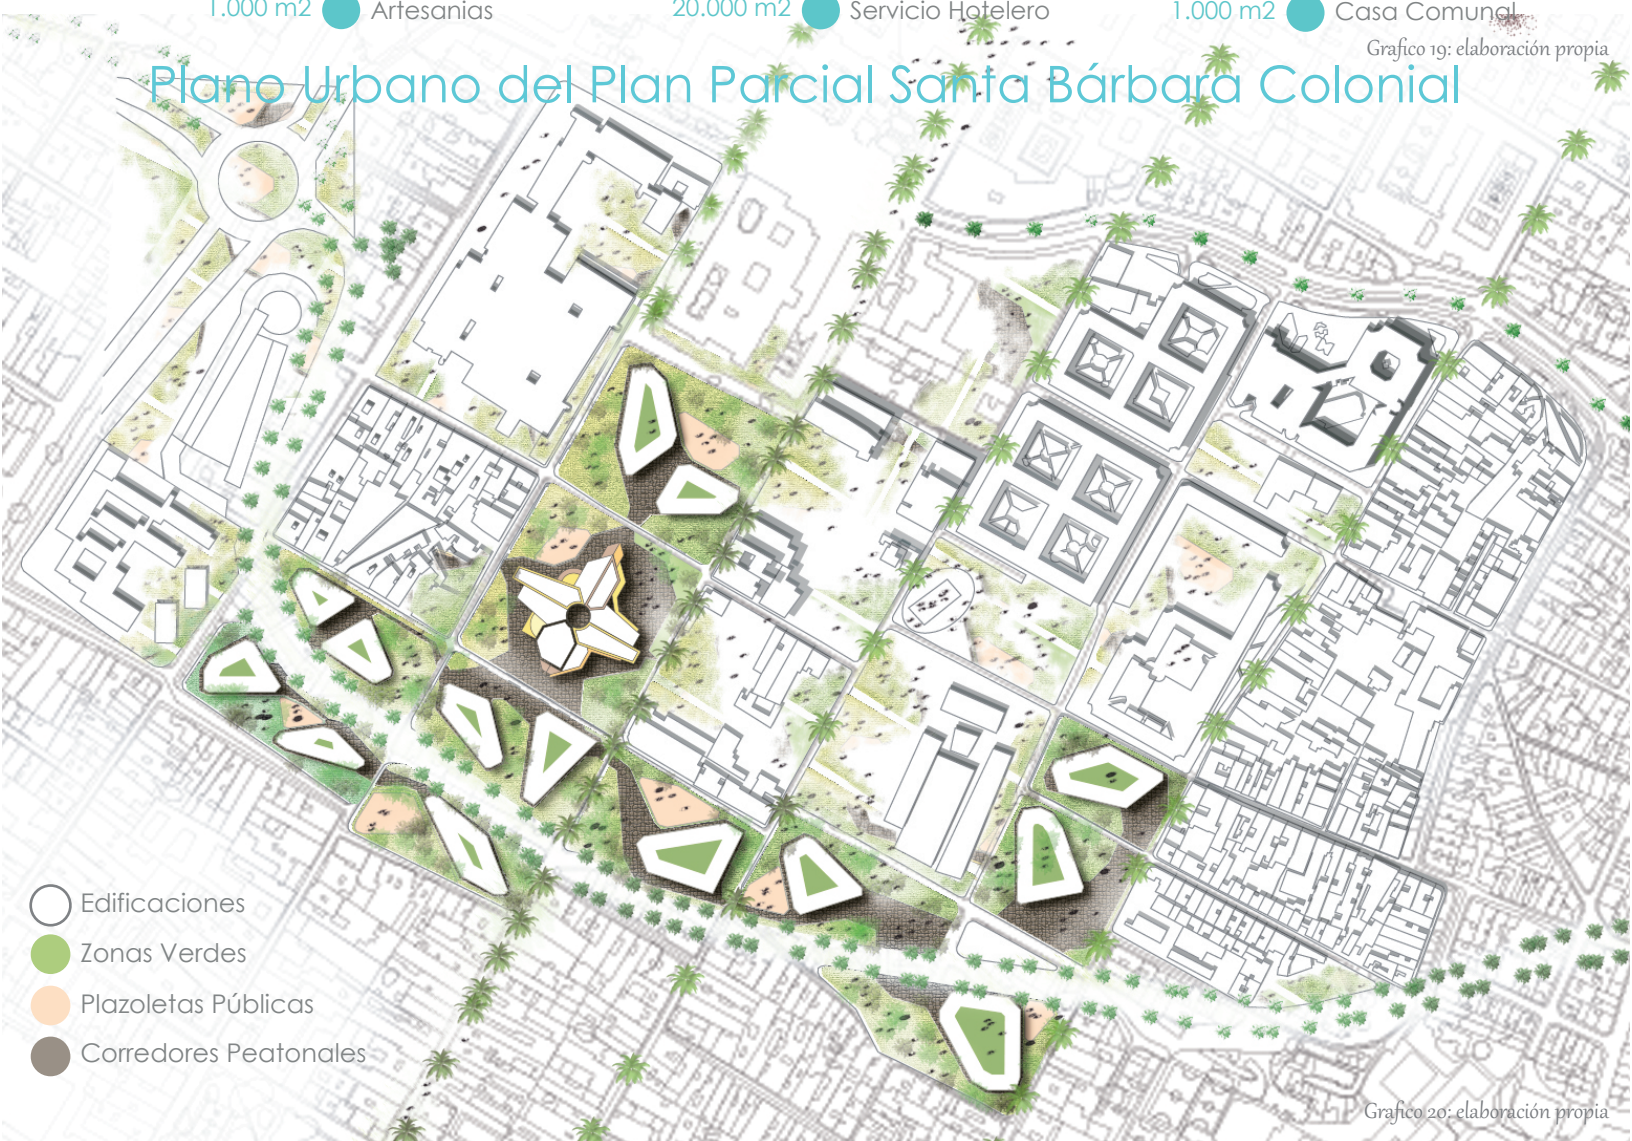 1.000 m2 Artesanias 20.000 m2 Servicio Hotelero 1.000 m2 Casa Comunal
Grafico 19: elaboración propia
Plano Urbano del Plan Parcial Santa Bárbara Colonial
Edificaciones
Zonas Verdes
Plazoletas Públicas
Corredores Peatonales
Grafico 20: elaboración propia